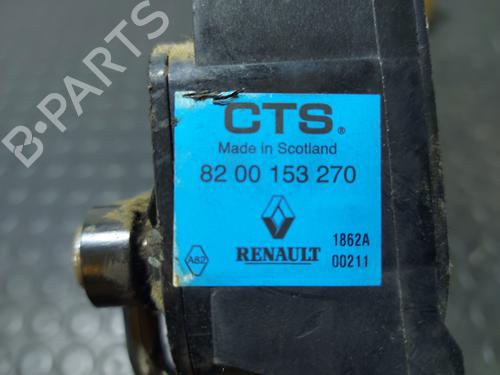 B-PARTS
CTS®
Made in Scotland
82 00 153 270
A82
RENAULT
1862A
00211